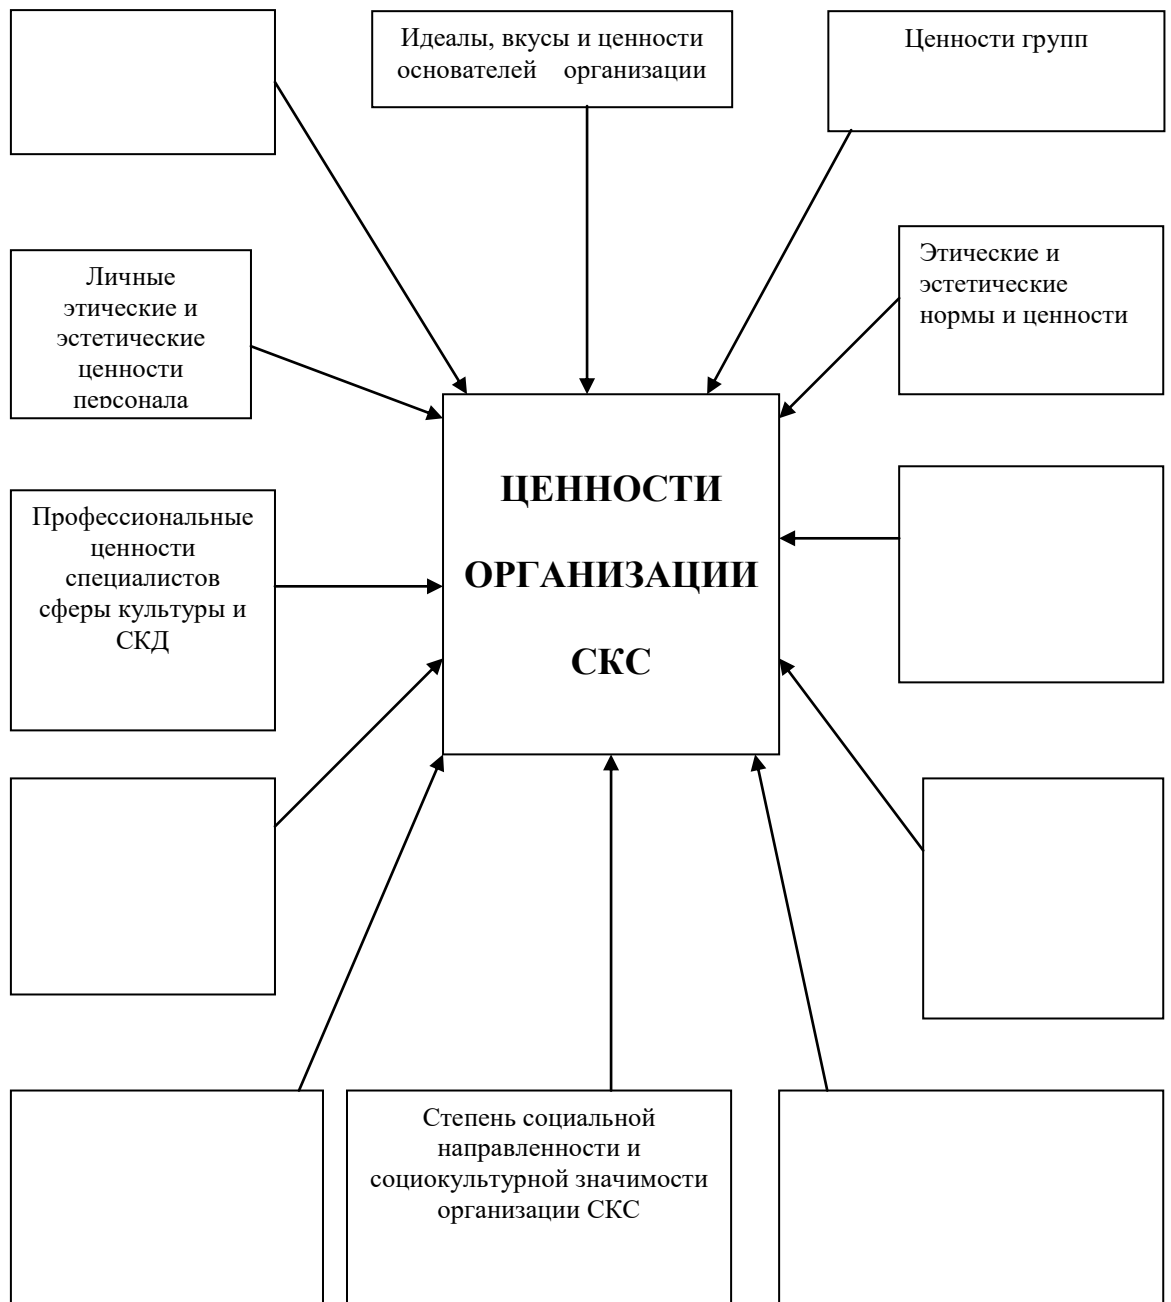 Идеалы, вкусы и ценности
основателей организации
Ценности групп
Личные
этические и
эстетические
ценности
персонала
Этические и
эстетические
нормы и ценности
Профессиональные
ценности
специалистов
сферы культуры и
СКД
ЦЕННОСТИ
ОРГАНИЗАЦИИ
СКС
Степень социальной
направленности и
социокультурной значимости
организации СКС